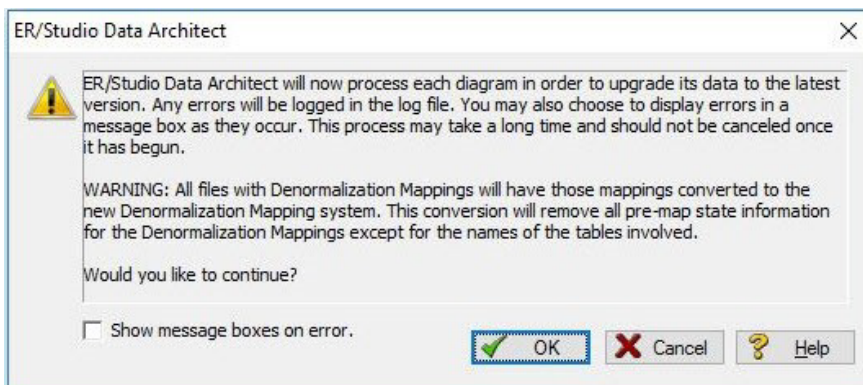 ER/Studio Data Architect
ER/Studio Data Architect will now process each diagram in order to upgrade its data to the latest
version. Any errors will be logged in the log file. You may also choose to display errors in a
message box as they occur. This process may take a long time and should not be canceled once
it has begun.
WARNING: All files with Denormalization Mappings will have those mappings converted to the
new Denormalization Mapping system. This conversion will remove all pre-map state information
for the Denormalization Mappings except for the names of the tables involved.
Would you like to continue?
Show message boxes on error.
OK
Cancel
Help